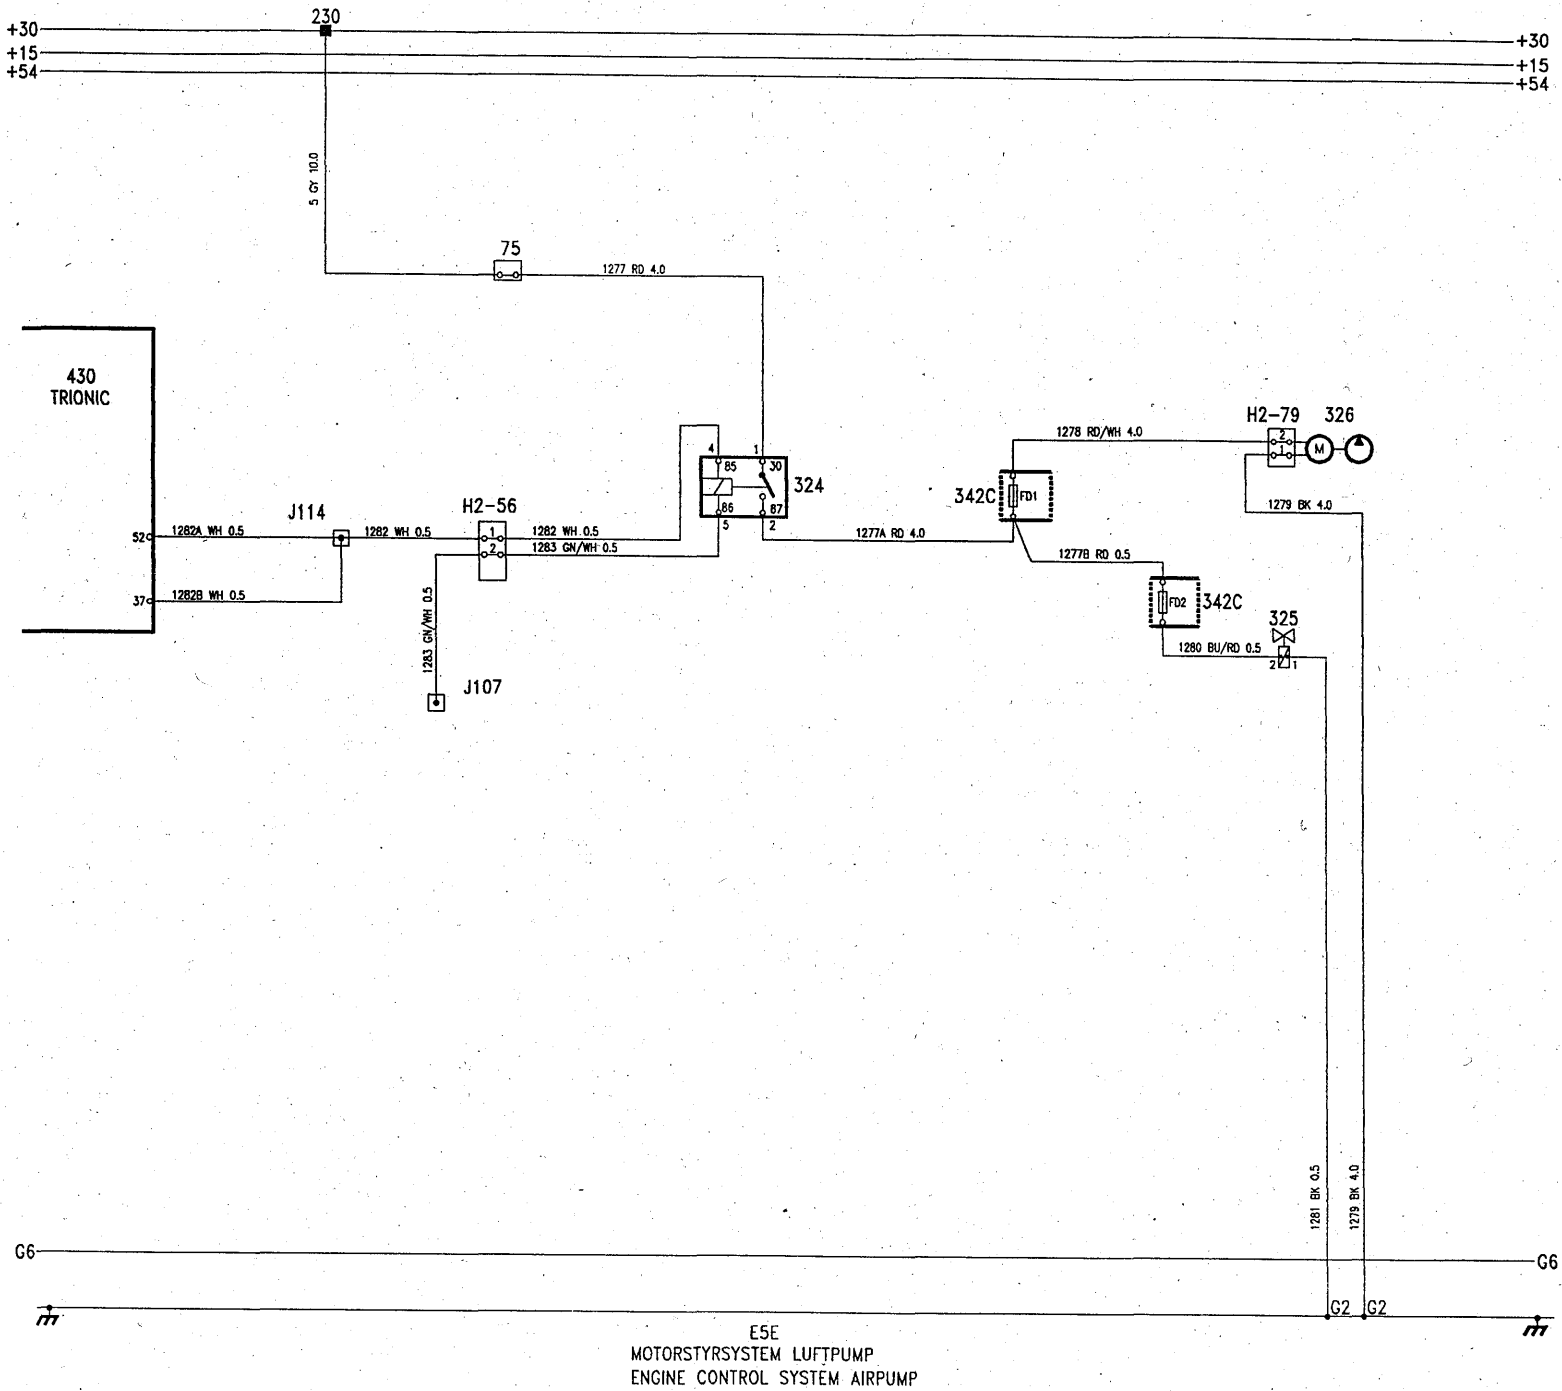 230
+30
+30
+15
+15
+54
+54
5 GY 10.0
75
1277 RD 4.0
430
TRIONIC
H2-79
326
1278 RD/WH 4.0
2
M
1
4
1
85
30
324
342C
FD1
86
87
5
2
1279 BK 4.0
J114
H2-56
52
1282A WH 0.5
1282 WH 0.5
1
1282 WH 0.5
2
1283 GN/WH 0.5
1277A RD 4.0
1277B RD 0.5
37
1282B WH 0.5
1283 GN/WH 0.5
FD2
342C
325
1280 BU/RD 0.5
2
1
J107
1281 BK 0.5
1279 BK 4.0
G6
G6
G2
G2
E5E
MOTORSTYRSYSTEM LUFTPUMP
ENGINE CONTROL SYSTEM AIRPUMP